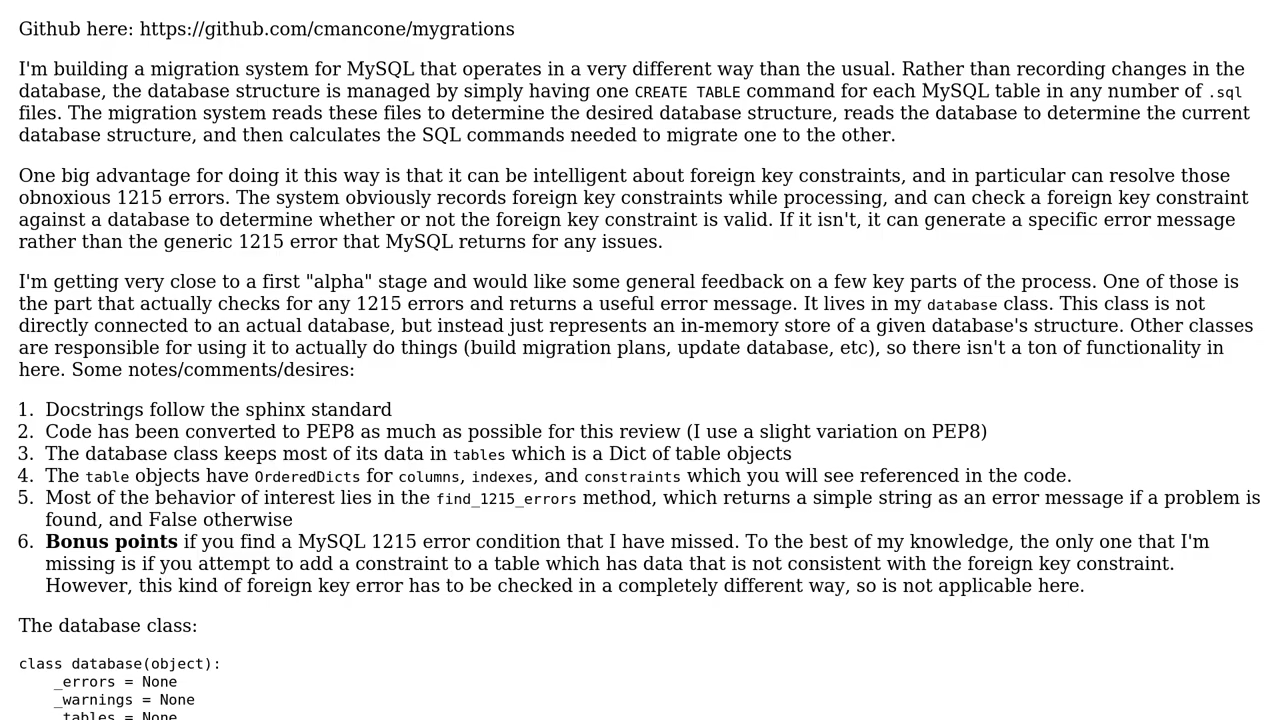 Github here: https://github.com/cmancone/mygrations
I'm building a migration system for MySQL that operates in a very different way than the usual. Rather than recording changes in the
database, the database structure is managed by simply having one CREATE TABLE command for each MySQL table in any number of .sql
files. The migration system reads these files to determine the desired database structure, reads the database to determine the current
database structure, and then calculates the SQL commands needed to migrate one to the other.
One big advantage for doing it this way is that it can be intelligent about foreign key constraints, and in particular can resolve those
obnoxious 1215 errors. The system obviously records foreign key constraints while processing, and can check a foreign key constraint
against a database to determine whether or not the foreign key constraint is valid. If it isn't, it can generate a specific error message
rather than the generic 1215 error that MySQL returns for any issues.
I'm getting very close to a first "alpha" stage and would like some general feedback on a few key parts of the process. One of those is
the part that actually checks for any 1215 errors and returns a useful error message. It lives in my database class. This class is not
directly connected to an actual database, but instead just represents an in-memory store of a given database's structure. Other classes
are responsible for using it to actually do things (build migration plans, update database, etc), so there isn't a ton of functionality in
here. Some notes/comments/desires:
1. Docstrings follow the sphinx standard
2. Code has been converted to PEP8 as much as possible for this review (I use a slight variation on PEP8)
3. The database class keeps most of its data in tables which is a Dict of table objects
4. The table objects have OrderedDicts for columns, indexes, and constraints which you will see referenced in the code.
5. Most of the behavior of interest lies in the find_1215_errors method, which returns a simple string as an error message if a problem is
found, and False otherwise
6. Bonus points if you find a MySQL 1215 error condition that I have missed. To the best of my knowledge, the only one that I'm
missing is if you attempt to add a constraint to a table which has data that is not consistent with the foreign key constraint.
However, this kind of foreign key error has to be checked in a completely different way, so is not applicable here.
The database class:
class database(object):
    _errors = None
    _warnings = None
    _tables = None